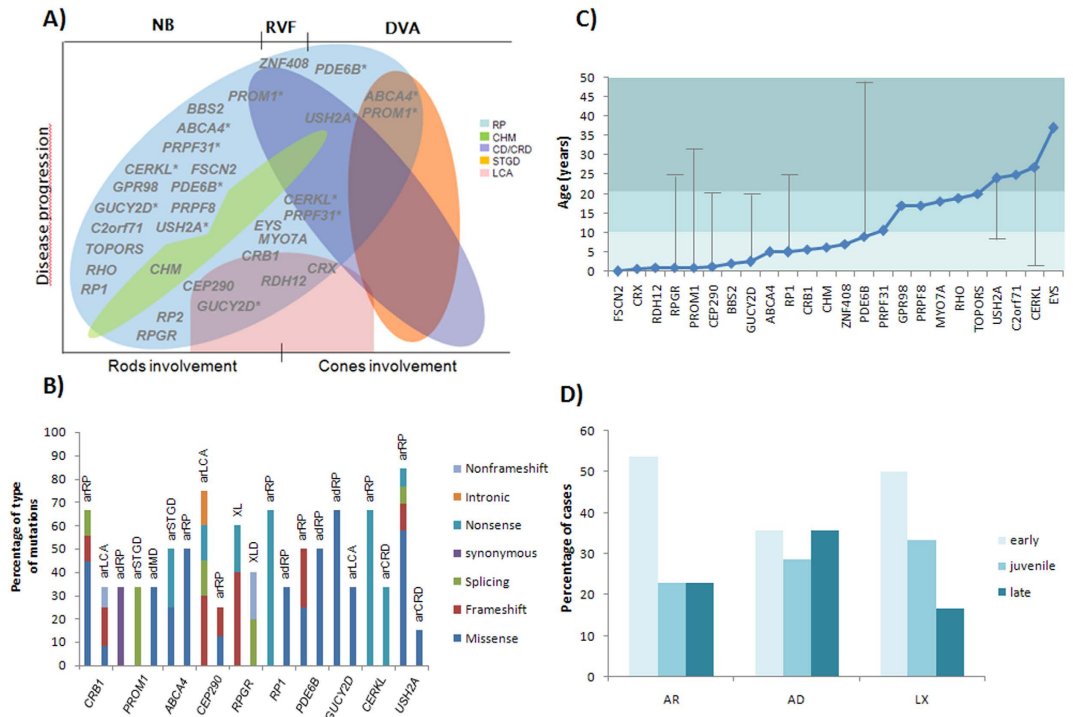 A)
NB RVF DVA
Disease progression
ZNF408
PDE6B*
PROM1*
ABCA4*
BBS2
USH2A*
PROM1*
ABCA4*
PRPF31*
CERKL* FSCN2
GPR98 PDE6B*
CERKL*
GUCY2D* PRPF8
PRPF31*
C2orf71 USH2A*
EYS
MYO7A
TOPORS
CRB1
RHO CHM
CRX
RP1
CEP290
RDH12
GUCY2D*
RP2
RPGR
RP
CHM
CD/CRD
STGD
LCA
Rods involvement Cones involvement
B)
Percentage of type of mutations
100
90
80
70
60
50
40
30
20
10
0
arRP
arLCA
adRP
arSTGD
adMD
arSTGD
arRP
arLCA
arRP
XL
XLD
arRP
adRP
arRP
adRP
adRP
arLCA
arRP
arCRD
arRP
arCRD
CRB1
PROM1
ABCA4
CEP290
RPGR
RP1
PDE6B
GUCY2D
CERKL
USH2A
Nonframeshift
Intronic
Nonsense
synonymous
Splicing
Frameshift
Missense
C)
Age (years)
50
45
40
35
30
25
20
15
10
5
0
FSCN2
CRX
RDH12
RPGR
PROM1
CEP290
BBS2
GUCY2D
ABCA4
RP1
CRB1
CHM
ZNF408
PDE6B
PRPF31
GPR98
PRPF8
MYO7A
RHO
TOPORS
USH2A
C2orf71
CERKL
EYS
D)
Percentage of cases
60
50
40
30
20
10
0
AR AD LX
early
juvenile
late